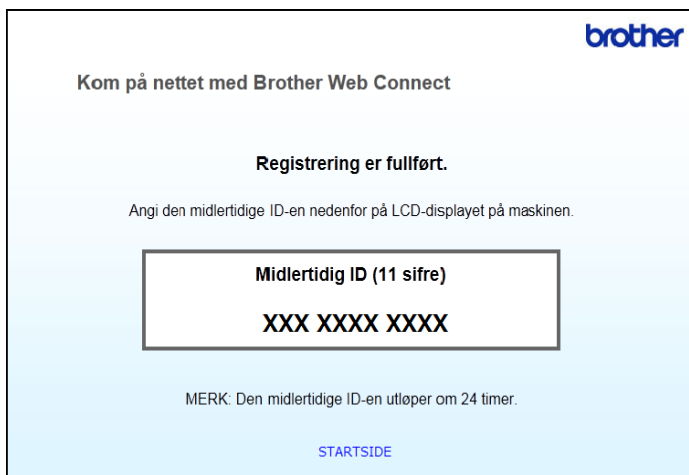 brother
Kom på nettet med Brother Web Connect
Registrering er fullført.
Angi den midlertidige ID-en nedenfor på LCD-displayet på maskinen.
Midlertidig ID (11 sifre)
XXX XXXX XXXX
MERK: Den midlertidige ID-en utløper om 24 timer.
STARTSIDE